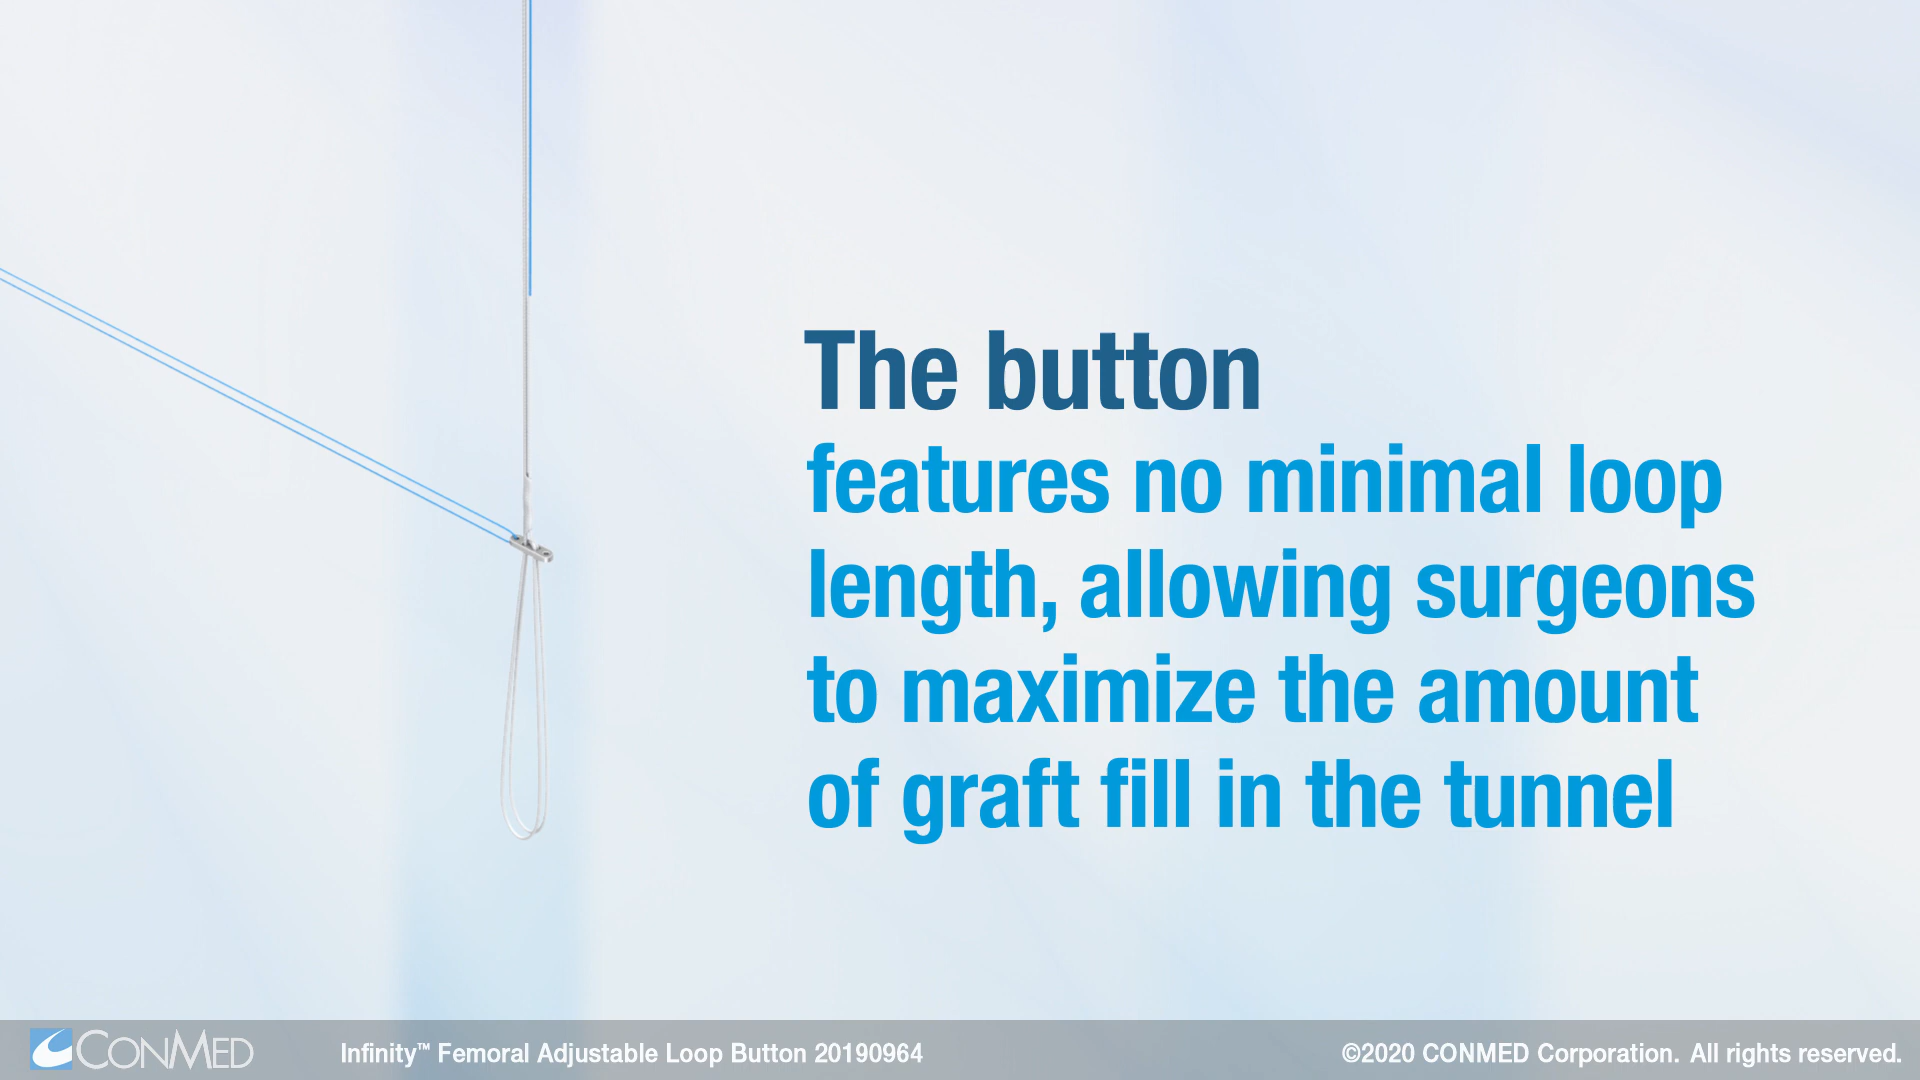 The button
features no minimal loop
length, allowing surgeons
to maximize the amount
of graft fill in the tunnel
CONMED
Infinity™ Femoral Adjustable Loop Button 20190964
©2020 CONMED Corporation. All rights reserved.